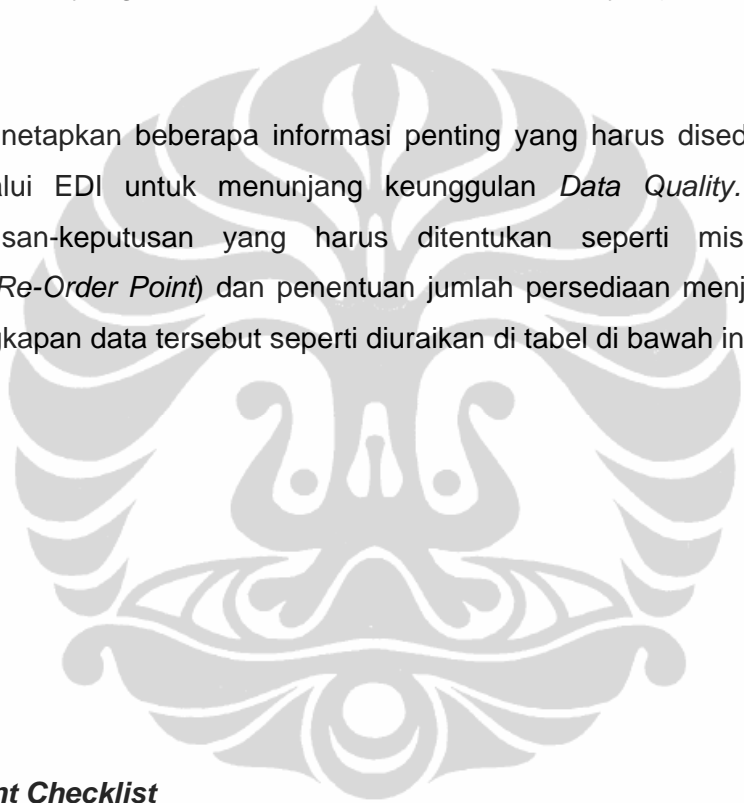 netapkan beberapa informasi penting yang harus dised
alui EDI untuk menunjang keunggulan Data Quality.
san-keputusan yang harus ditentukan seperti mis
Re-Order Point) dan penentuan jumlah persediaan menj
gkapan data tersebut seperti diuraikan di tabel di bawah in
nt Checklist